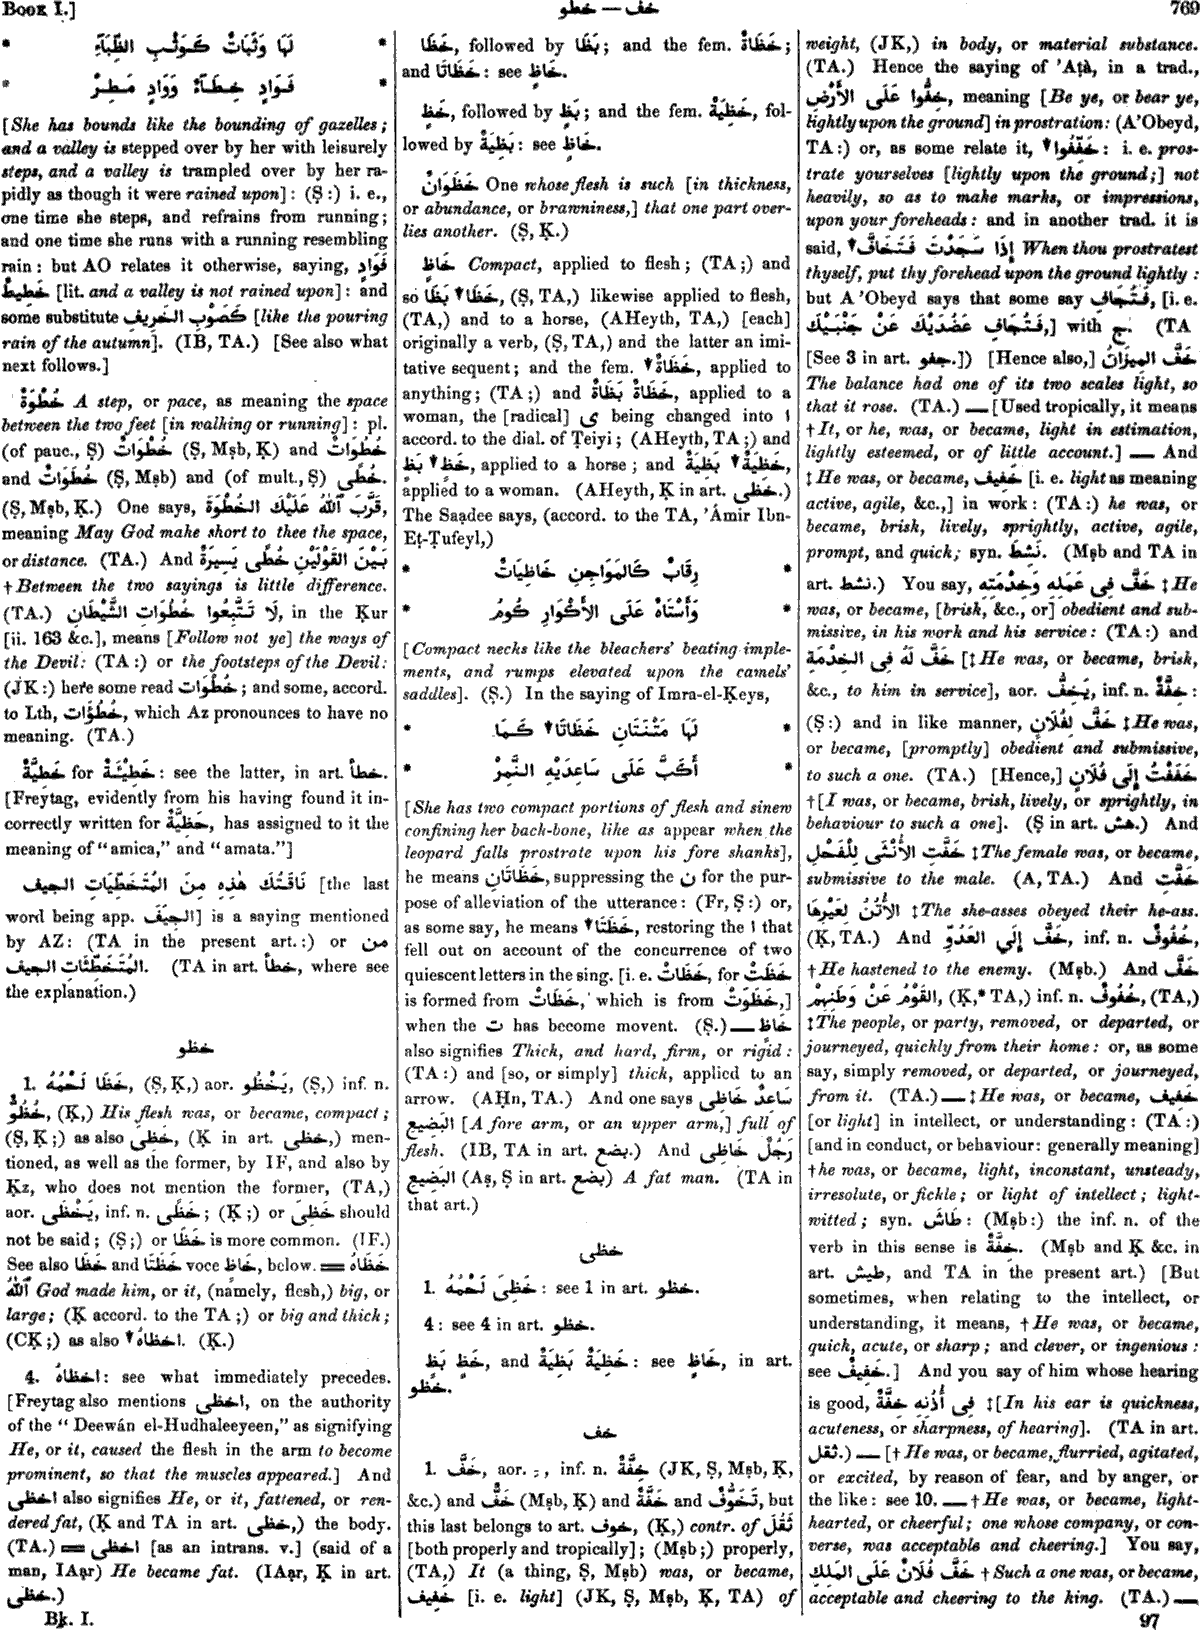 Book I.]
خف — خطو
769
* لَهَا وَثَبَاتٌ كَوَثْبِ الظِّبَآءِ *
* فَوَادٍ خِطَآءٌ وَوَادٍ مَطِرْ *
[She has bounds like the bounding of gazelles;
and a valley is stepped over by her with leisurely
steps, and a valley is trampled over by her ra-
pidly as though it were rained upon]: (Ṣ:) i. e.,
one time she steps, and refrains from running;
and one time she runs with a running resembling
rain: but AO relates it otherwise, saying, فَوَادٍ
خَطِيطٌ [lit. and a valley is not rained upon]: and
some substitute كَصَوْبِ الخَرِيفِ [like the pouring
rain of the autumn]. (IB, TA.) [See also what
next follows.]
خُطْوَةٌ A step, or pace, as meaning the space
between the two feet [in walking or running]: pl.
(of pauc., Ṣ) خُطْوَاتٌ (Ṣ, Mṣb, Ḳ) and خُطُوَاتٌ
and خُطَوَاتٌ (Ṣ, Mṣb) and (of mult., Ṣ) خُطًى.
(Ṣ, Mṣb, Ḳ.) One says, قَرَّبَ ٱللّٰهُ عَلَيْكَ الخُطْوَةَ,
meaning May God make short to thee the space,
or distance. (TA.) And بَيْنَ القَوْلَيْنِ خُطًى يَسِيرَةٌ
† Between the two sayings is little difference.
(TA.) لَا تَتَّبِعُوا خُطُوَاتِ الشَّيْطَانِ, in the Ḳur
[ii. 163 &c.], means [Follow not ye] the ways of
the Devil: (TA:) or the footsteps of the Devil:
(JK:) here some read خُطْوَات; and some, accord.
to Lth, خُطُؤَات, which Az pronounces to have no
meaning. (TA.)
خَطِيَّةٌ for خَطِيْئَةٌ: see the latter, in art. خطأ.
[Freytag, evidently from his having found it in-
correctly written for حَظِيَّةٌ, has assigned to it the
meaning of "amica," and "amata."]
نَاقَتُكَ هٰذِهِ مِنَ المُتَخَطِّيَاتِ الجيف [the last
word being app. الجِيَفَ] is a saying mentioned
by AZ: (TA in the present art.:) or من
المُتَخَطِّئَات الجيف. (TA in art. خطأ, where see
the explanation.)
خظو
1. خَظَا لَحْمُهُ, (Ṣ, Ḳ,) aor. يَخْظُو, (Ṣ,) inf. n.
خُظُوٌّ, (Ḳ,) His flesh was, or became, compact;
(Ṣ, Ḳ;) as also خَظِىَ, (Ḳ in art. خظى,) men-
tioned, as well as the former, by IF, and also by
Ḳz, who does not mention the former, (TA,)
aor. يَخْظَى, inf. n. خَظًى; (Ḳ;) or خَظِىَ should
not be said; (Ṣ;) or خَظَا is more common. (IF.)
See also خَظَا and خَظَتَا voce خَاظٍ, below. = خَظَاهُ
ٱللّٰهُ God made him, or it, (namely, flesh,) big, or
large; (Ḳ accord. to the TA;) or big and thick;
(CḲ;) as also ▾اخظاهُ. (Ḳ.)
4. اخظاهُ: see what immediately precedes.
[Freytag also mentions اخظى, on the authority
of the "Deewán el-Hudhaleeyeen," as signifying
He, or it, caused the flesh in the arm to become
prominent, so that the muscles appeared.] And
اخظى also signifies He, or it, fattened, or ren-
dered fat, (Ḳ and TA in art. خظى,) the body.
(TA.) = اخظى [as an intrans. v.] (said of a
man, IAạr) He became fat. (IAạr, Ḳ in art.
خظى.)
Bk. I.
خَظَا, followed by بَظَا; and the fem. خَظَاةٌ;
and خَظَاتَا: see خَاظٍ.
خَظٍ, followed by بَظٍ; and the fem. خَظِيَةٌ, fol-
lowed by بَظِيَةٌ: see خَاظٍ.
خَظَوَانٌ One whose flesh is such [in thickness,
or abundance, or brawniness,] that one part over-
lies another. (Ṣ, Ḳ.)
خَاظٍ Compact, applied to flesh; (TA;) and
so ▾خَظَا بَظَا, (Ṣ, TA,) likewise applied to flesh,
(TA,) and to a horse, (AHeyth, TA,) [each]
originally a verb, (Ṣ, TA,) and the latter an imi-
tative sequent; and the fem. ▾خَظَاةٌ, applied to
anything; (TA;) and خَظَاةٌ بَظَاةٌ, applied to a
woman, the [radical] ى being changed into ا
accord. to the dial. of Ṭeiyi; (AHeyth, TA;) and
▾خَظٍ بَظٍ, applied to a horse; and ▾خَظِيَةٌ بَظِيَةٌ,
applied to a woman. (AHeyth, Ḳ in art. خظى.)
The Saạdee says, (accord. to the TA, 'Ámir Ibn-
Eṭ-Ṭufeyl,)
* رِقَابٌ كَالمَوَاجِنِ خَاظِيَاتٌ *
* وَأَسْتَاهٌ عَلَى الأَكْوَارِ كُومُ *
[Compact necks like the bleachers' beating imple-
ments, and rumps elevated upon the camels'
saddles]. (Ṣ.) In the saying of Imra-el-Ḳeys,
* لَهَا مَتْنَتَانِ خَظَاتَا▾ كَمَا *
* أَكَبَّ عَلَى سَاعِدَيْهِ النَّمِرْ *
[She has two compact portions of flesh and sinew
confining her back-bone, like as appear when the
leopard falls prostrate upon his fore shanks],
he means خَظَاتَانِ, suppressing the ن for the pur-
pose of alleviation of the utterance: (Fr, Ṣ:) or,
as some say, he means ▾خَظَتَا, restoring the ا that
fell out on account of the concurrence of two
quiescent letters in the sing. [i. e. خَظَاتْ, for خَظَتْ
is formed from خَظَاتْ, which is from خَظَوَتْ,]
when the ت has become movent. (Ṣ.) — خَاظٍ
also signifies Thick, and hard, firm, or rigid:
(TA:) and [so, or simply] thick, applied to an
arrow. (AḤn, TA.) And one says سَاعِدٌ خَاظِى
البَضِيعِ [A fore arm, or an upper arm,] full of
flesh. (IB, TA in art. بضع.) And رَجُلٌ خَاظِى
البَضِيعِ (Aṣ, Ṣ in art. بضع) A fat man. (TA in
that art.)
خظى
1. خَظِىَ لَحْمُهُ: see 1 in art. خظو.
4: see 4 in art. خظو.
خَظٍ بَظٍ, and خَظِيَةٌ بَظِيَةٌ: see خَاظٍ, in art.
خظو.
خف
1. خَفَّ, aor. ـِ, inf. n. خِفَّةٌ (JK, Ṣ, Mṣb, Ḳ,
&c.) and خَفٌّ (Mṣb, Ḳ) and خَفَّةٌ and تَخَوُّفٌ, but
this last belongs to art. خوف, (Ḳ,) contr. of ثَقُلَ
[both properly and tropically]; (Mṣb;) properly,
(TA,) It (a thing, Ṣ, Mṣb) was, or became,
خَفِيف [i. e. light] (JK, Ṣ, Mṣb, Ḳ, TA) of
weight, (JK,) in body, or material substance.
(TA.) Hence the saying of 'Aṭà, in a trad.,
خِفُّوا عَلَى الأَرْضِ, meaning [Be ye, or bear ye,
lightly upon the ground] in prostration: (A'Obeyd,
TA:) or, as some relate it, ▾خَفِّفُوا: i. e. pros-
trate yourselves [lightly upon the ground;] not
heavily, so as to make marks, or impressions,
upon your foreheads: and in another trad. it is
said, إِذَا سَجَدْتَ فَتَخَافَّ▾ When thou prostratest
thyself, put thy forehead upon the ground lightly:
but A'Obeyd says that some say فَتَجَافِ, [i. e.
فَتَجَافِ عَضُدَيْكَ عَنْ جَنْبَيْكَ,] with ج. (TA
[See 3 in art. جفو.]) [Hence also,] خَفَّ المِيزَانُ
The balance had one of its two scales light, so
that it rose. (TA.) — [Used tropically, it means
† It, or he, was, or became, light in estimation,
lightly esteemed, or of little account.] — And
‡ He was, or became, خَفِيف [i. e. light as meaning
active, agile, &c.,] in work: (TA:) he was, or
became, brisk, lively, sprightly, active, agile,
prompt, and quick; syn. نَشِطَ. (Mṣb and TA in
art. نشط.) You say, خَفَّ فِى عَمَلِهِ وَخِدْمَتِهِ ‡ He
was, or became, [brisk, &c., or] obedient and sub-
missive, in his work and his service: (TA:) and
خَفَّ لَهُ فِى الخِدْمَةِ [‡ He was, or became, brisk,
&c., to him in service], aor. يَخِفُّ, inf. n. خِفَّةٌ:
(Ṣ:) and in like manner, خَفَّ لِفُلَانٍ ‡ He was,
or became, [promptly] obedient and submissive,
to such a one. (TA.) [Hence,] خَفَفْتُ إِلَى فُلَانٍ
† [I was, or became, brisk, lively, or sprightly, in
behaviour to such a one]. (Ṣ in art. هش.) And
خَفَّتِ الأُنْثَى لِلْفَحْلِ ‡ The female was, or became,
submissive to the male. (A, TA.) And خَفَّتِ
الأُتُنُ لِعَيْرِهَا ‡ The she-asses obeyed their he-ass.
(Ḳ, TA.) And خَفَّ إِلَى العَدُوِّ, inf. n. خُفُوفٌ,
† He hastened to the enemy. (Mṣb.) And خَفَّ
القَوْمُ عَنْ وَطَنِهِمْ, (Ḳ,* TA,) inf. n. خُفُوفٌ, (TA,)
‡ The people, or party, removed, or departed, or
journeyed, quickly from their home: or, as some
say, simply removed, or departed, or journeyed,
from it. (TA.) — ‡ He was, or became, خَفِيف
[or light] in intellect, or understanding: (TA:)
[and in conduct, or behaviour: generally meaning]
† he was, or became, light, inconstant, unsteady,
irresolute, or fickle; or light of intellect; light-
witted; syn. طَاشَ: (Mṣb:) the inf. n. of the
verb in this sense is خِفَّةٌ. (Mṣb and Ḳ &c. in
art. طيش, and TA in the present art.) [But
sometimes, when relating to the intellect, or
understanding, it means, † He was, or became,
quick, acute, or sharp; and clever, or ingenious:
see خَفِيفٌ.] And you say of him whose hearing
is good, فِى أُذُنِهِ خِفَّةٌ ‡ [In his ear is quickness,
acuteness, or sharpness, of hearing]. (TA in art.
ثقل.) — [† He was, or became, flurried, agitated,
or excited, by reason of fear, and by anger, or
the like: see 10. — † He was, or became, light-
hearted, or cheerful; one whose company, or con-
verse, was acceptable and cheering.] You say,
خَفَّ فُلَانٌ عَلَى المَلِكِ † Such a one was, or became,
acceptable and cheering to the king. (TA.) —
97